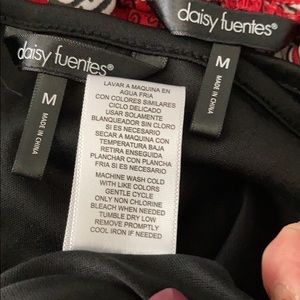 daisy fuentes®
M
MADE IN CHINA
daisy fuentes®
M
MADE IN CHINA
LAVAR A MAQUINA EN
AGUA FRIA
CON COLORES SIMILARES
CICLO DELICADO
USAR SOLAMENTE
BLANQUEADOR SIN CLORO
SI ES NECESARIO
SECAR A MAQUINA CON
TEMPERATURA BAJA
RETIRA ENSEGUIDA
PLANCHAR CON PLANCHA
FRIA SI ES NECESARIO
MACHINE WASH COLD
WITH LIKE COLORS
GENTLE CYCLE
ONLY NON CHLORINE
BLEACH WHEN NEEDED
TUMBLE DRY LOW
REMOVE PROMPTLY
COOL IRON IF NEEDED